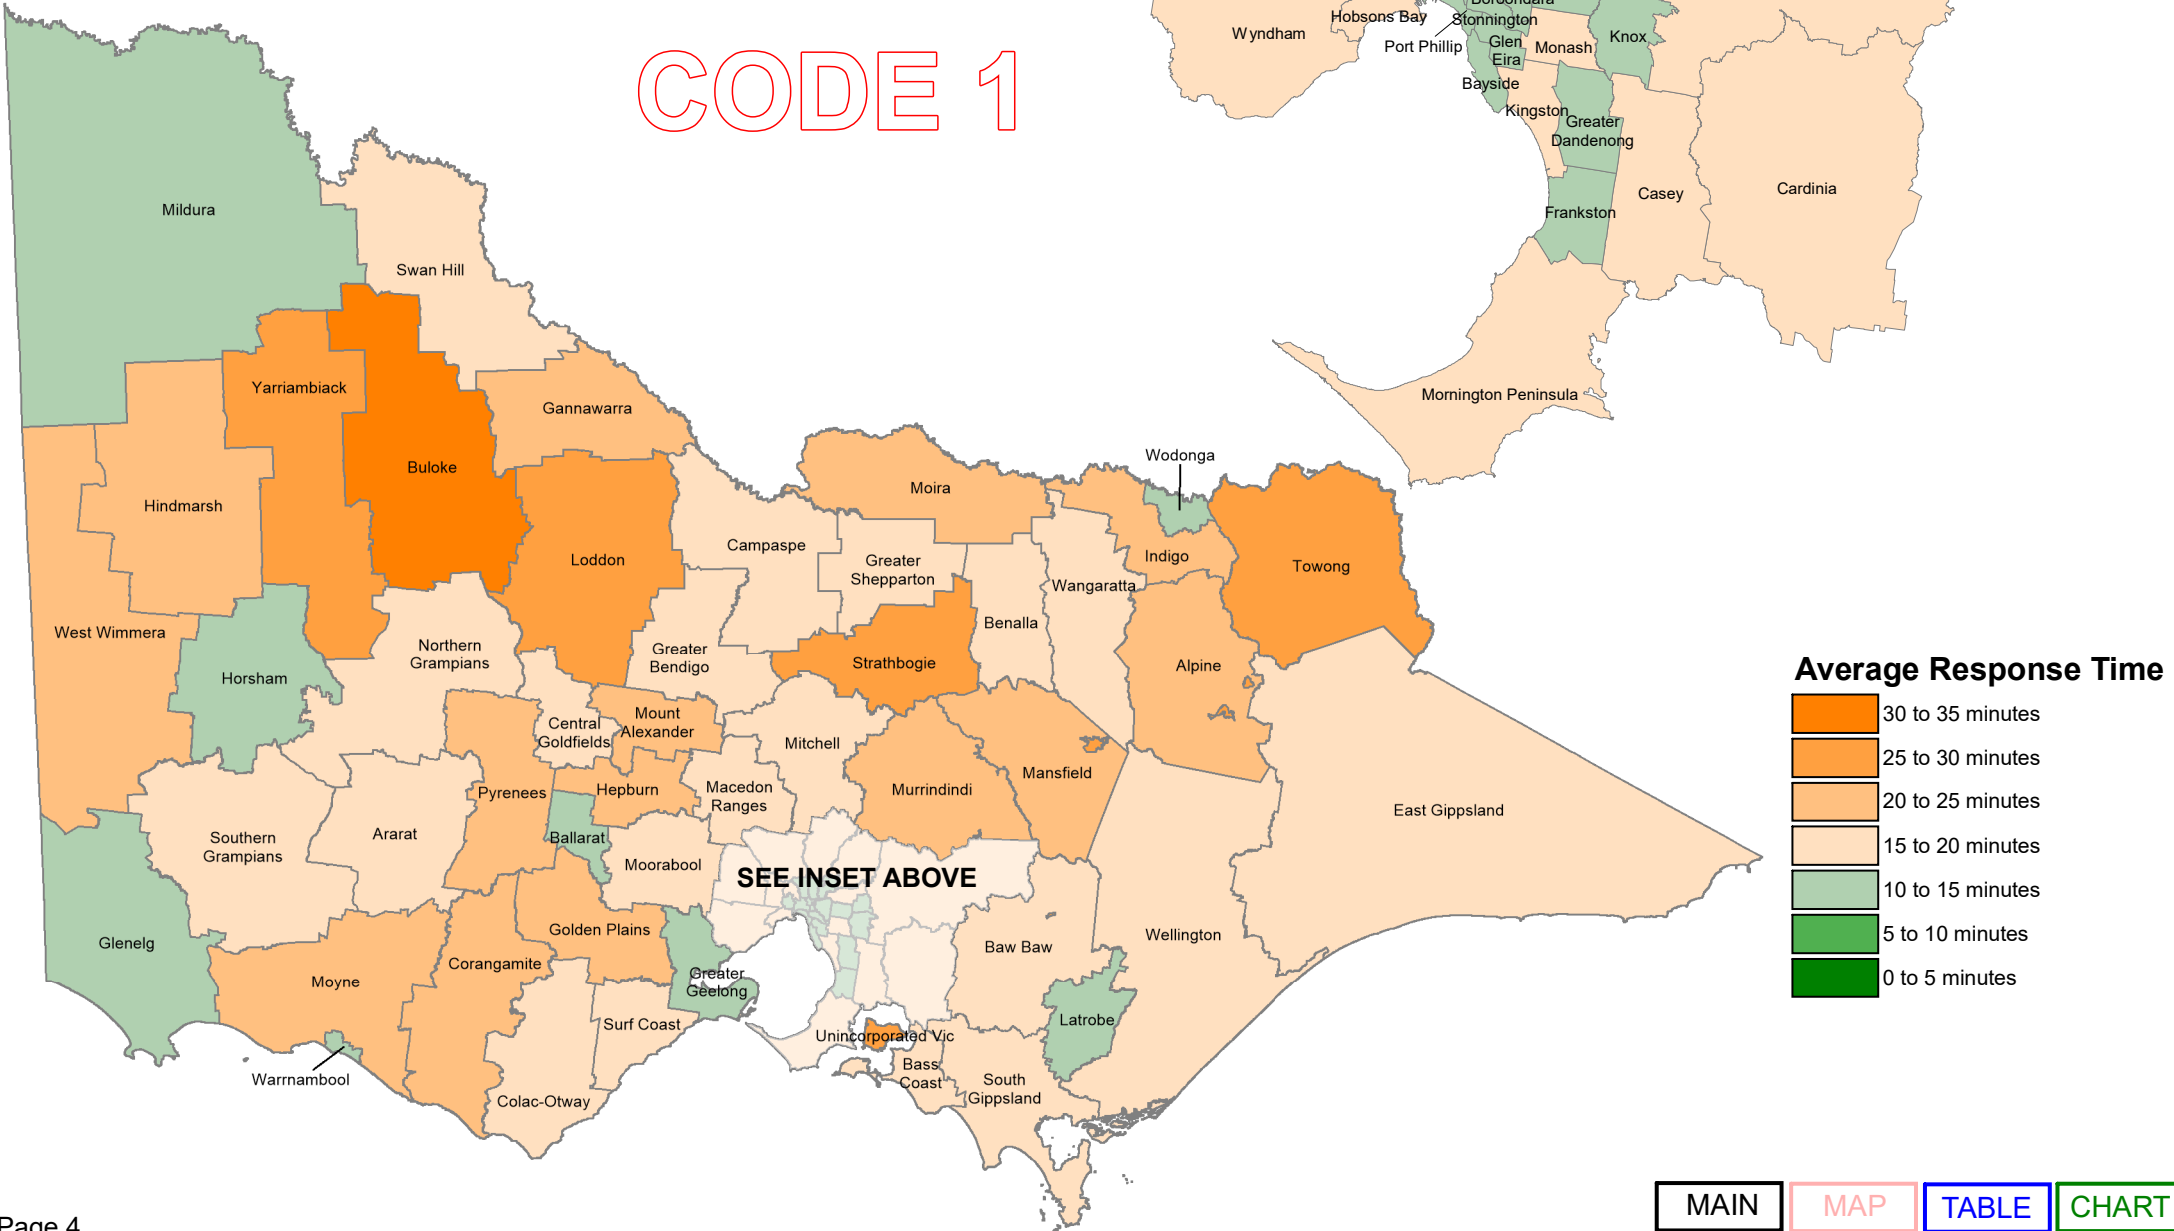 Boroondara
Hobsons Bay
Stonnington
Wyndham
Port Phillip
Glen
Eira
Monash
Knox
CODE 1
Bayside
Kingston
Greater
Dandenong
Mildura
Frankston
Casey
Cardinia
Swan Hill
Yarriambiack
Gannawarra
Mornington Peninsula
Wodonga
Buloke
Moira
Hindmarsh
Loddon
Campaspe
Greater
Shepparton
Indigo
Towong
Wangaratta
West Wimmera
Northern
Grampians
Greater
Bendigo
Strathbogie
Benalla
Alpine
Horsham
Central
Goldfields
Mount
Alexander
Mitchell
Mansfield
Pyrenees
Hepburn
Macedon
Ranges
Murrindindi
East Gippsland
Southern
Grampians
Ararat
Ballarat
Moorabool
SEE INSET ABOVE
Glenelg
Golden Plains
Baw Baw
Wellington
Moyne
Corangamite
Greater
Geelong
Surf Coast
Unincorporated Vic
Latrobe
Warrnambool
Colac-Otway
Bass
Coast
South
Gippsland
Average Response Time
30 to 35 minutes
25 to 30 minutes
20 to 25 minutes
15 to 20 minutes
10 to 15 minutes
5 to 10 minutes
0 to 5 minutes
Page 4
MAIN
MAP
TABLE
CHART